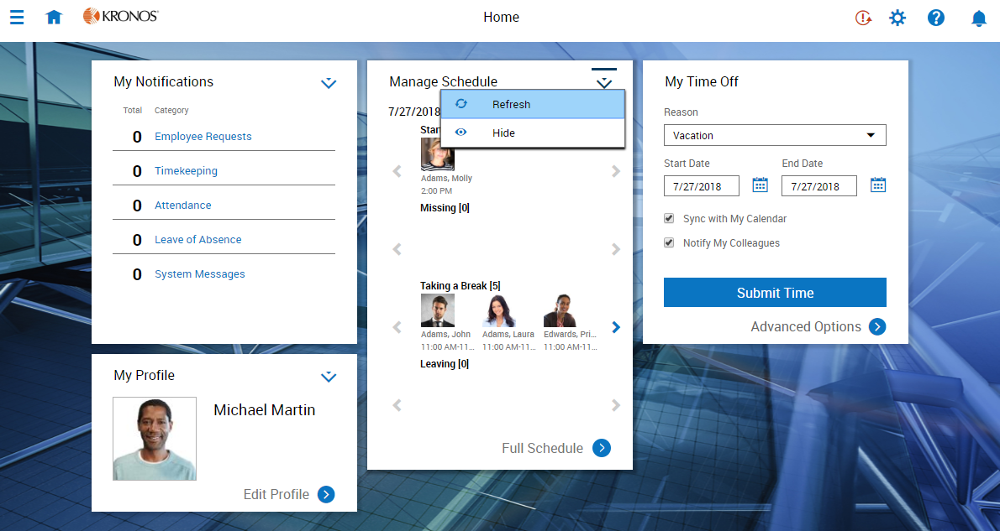 KRONOS
Home
My Notifications
Total Category
0 Employee Requests
0 Timekeeping
0 Attendance
0 Leave of Absence
0 System Messages
My Profile
Michael Martin
Edit Profile
Manage Schedule
Refresh
Hide
7/27/2018
Star
Adams, Molly
2:00 PM
Missing [0]
Taking a Break [5]
Adams, John Adams, Laura Edwards, Pri...
11:00 AM-11... 11:00 AM-11... 11:00 AM-11...
Leaving [0]
Full Schedule
My Time Off
Reason
Vacation
Start Date End Date
7/27/2018 7/27/2018
Sync with My Calendar
Notify My Colleagues
Submit Time
Advanced Options